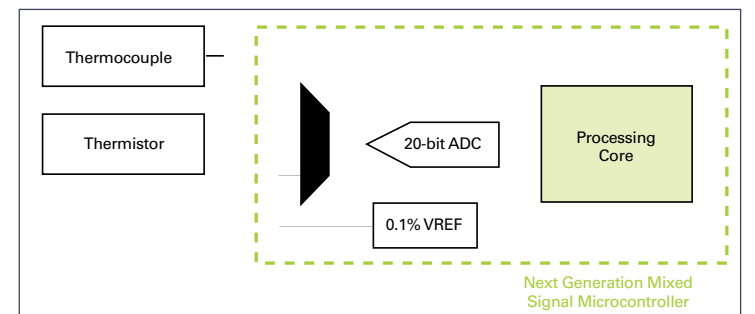 Thermocouple
Thermistor
20-bit ADC
0.1% VREF
Processing
Core
Next Generation Mixed
Signal Microcontroller